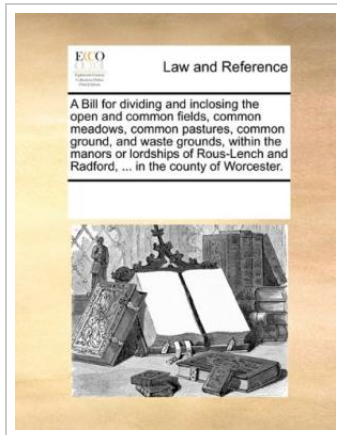 ECCO
Law and Reference
A Bill for dividing and inclosing the
open and common fields, common
meadows, common pastures, common
ground, and waste grounds, within the
manors or lordships of Rous-Lench and
Radford, ... in the county of Worcester.